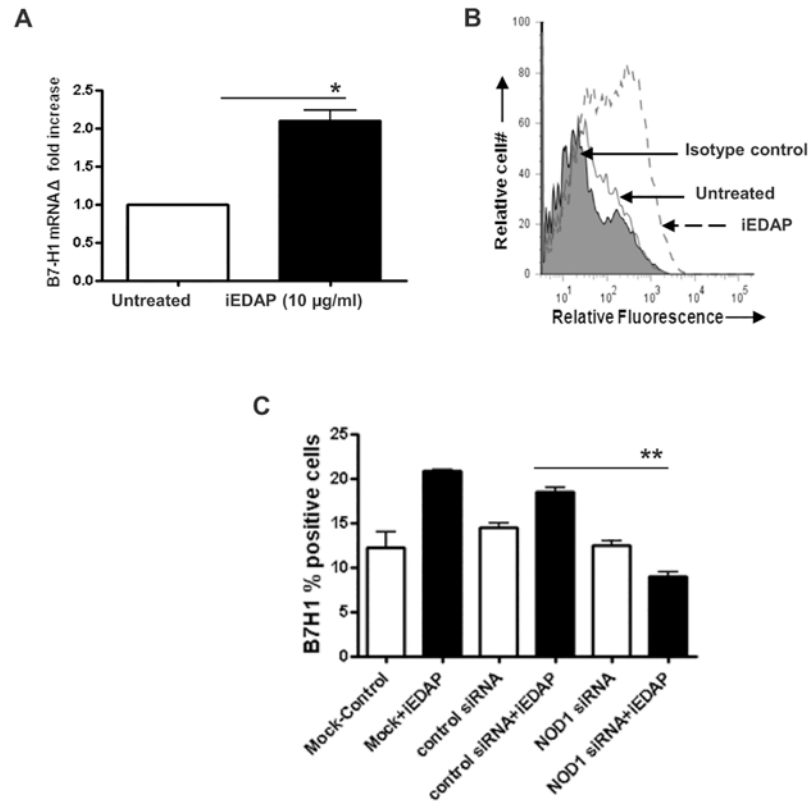 A
B7-H1 mRNAΔ fold increase
2.5
2.0
1.5
1.0
0.5
0.0
*
Untreated
iEDAP (10 µg/ml)
B
Relative cell#
100
80
60
40
20
0
Isotype control
Untreated
iEDAP
10¹ 10² 10³ 10⁴ 10⁵
Relative Fluorescence
C
B7H1 % positive cells
25
20
15
10
5
0
**
Mock-Control
Mock+iEDAP
control siRNA
control siRNA+iEDAP
NOD1 siRNA
NOD1 siRNA+iEDAP